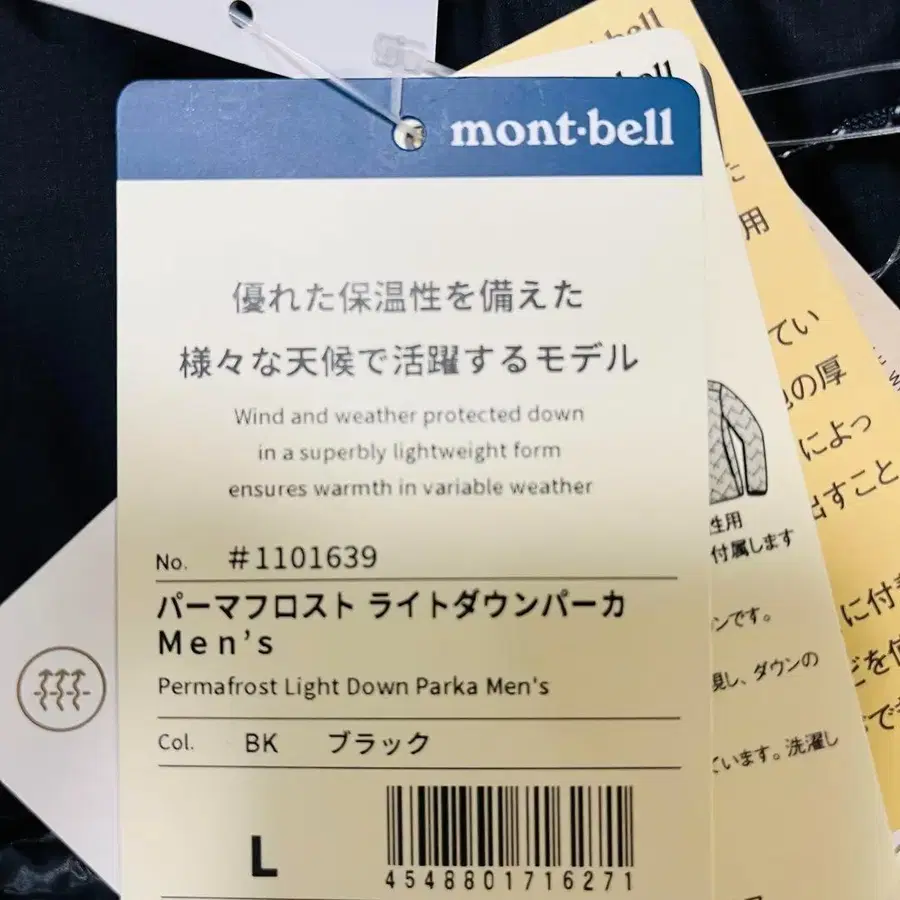 mont·bell
優れた保温性を備えた
様々な天候で活躍するモデル
Wind and weather protected down
in a superbly lightweight form
ensures warmth in variable weather
No. #1101639
パーマフロスト ライトダウンパーカ
Men's
Permafrost Light Down Parka Men's
Col. BK ブラック
L
4548801716271
bell
bell
た
用
てい
の厚
によっ
出すこと
に付
性用
付属します
ンです。
現し、ダウンの
ています。洗濯し